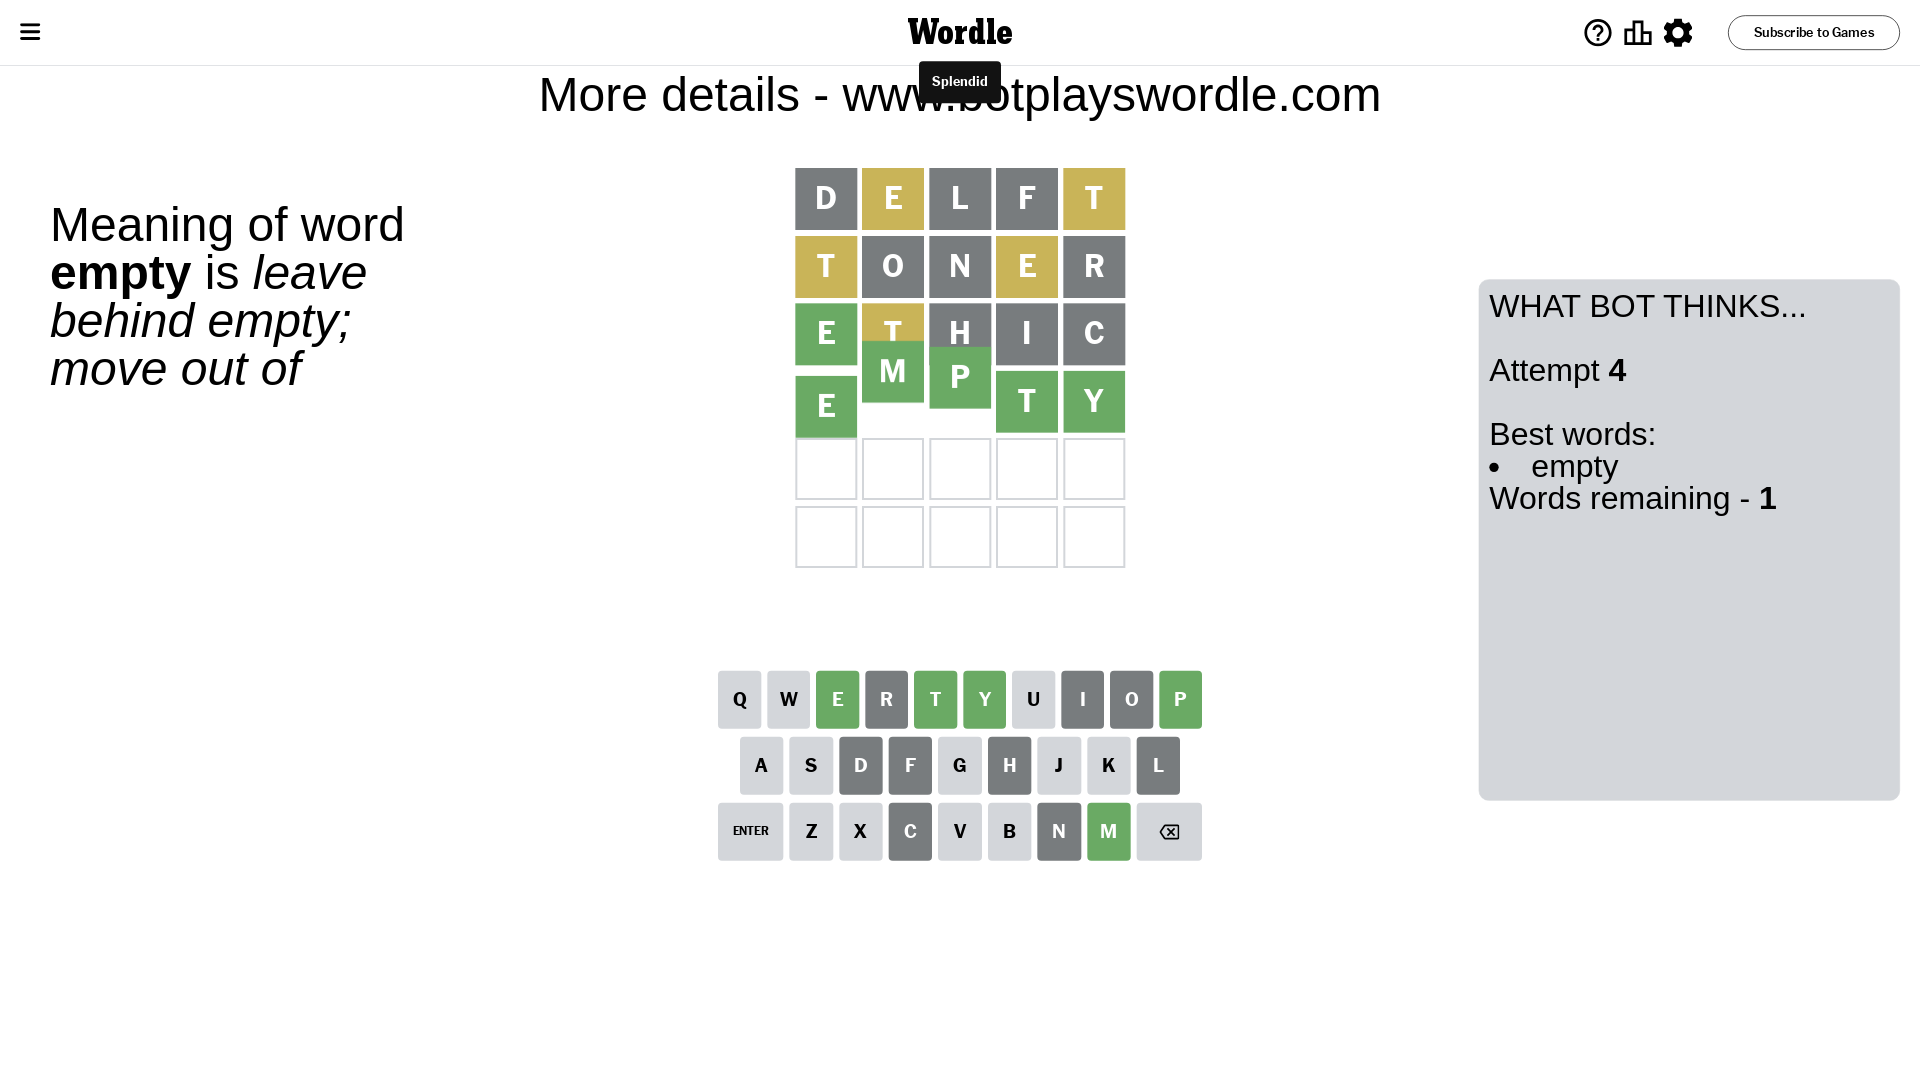 Wordle
Subscribe to Games
Splendid
More details - www.botplayswordle.com
Meaning of word
empty is leave
behind empty;
move out of
D E L F T
T O N E R
E T H I C
E M P T Y
WHAT BOT THINKS...
Attempt 4
Best words:
• empty
Words remaining - 1
Q W E R T Y U I O P
A S D F G H J K L
ENTER Z X C V B N M